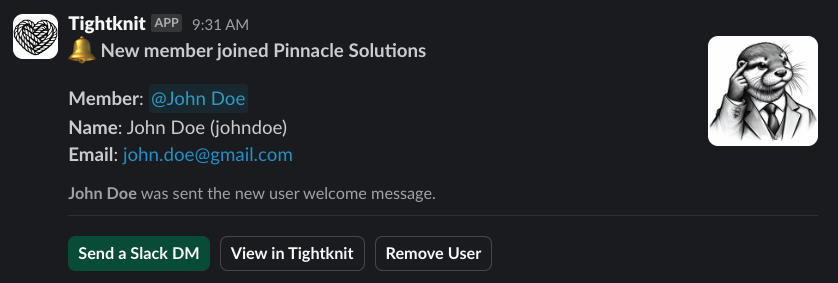 Tightknit APP 9:31 AM
🔔 New member joined Pinnacle Solutions
Member: @John Doe
Name: John Doe (johndoe)
Email: john.doe@gmail.com
John Doe was sent the new user welcome message.
Send a Slack DM View in Tightknit Remove User